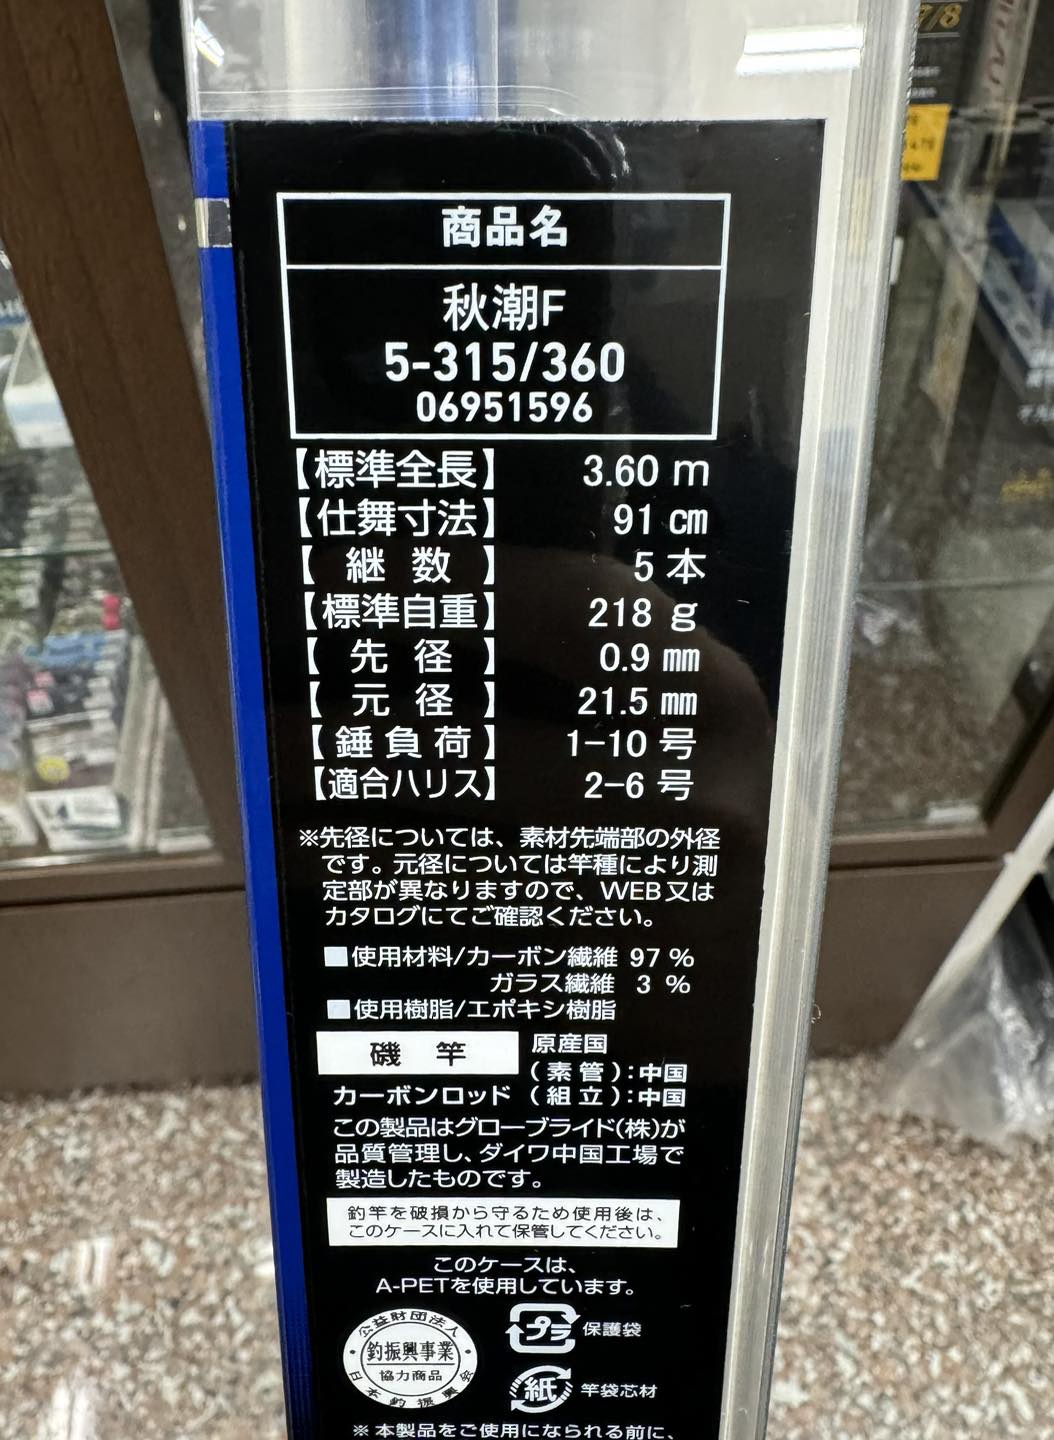 商品名
秋潮F
5-315/360
06951596
【標準全長】 3.60 m
【仕舞寸法】 91 cm
【 継 数 】 5 本
【標準自重】 218 g
【 先 径 】 0.9 mm
【 元 径 】 21.5 mm
【錘負荷】 1-10 号
【適合ハリス】 2-6 号
※先径については、素材先端部の外径
です。元径については竿種により測
定部が異なりますので、WEB又は
カタログにてご確認ください。
■使用材料/カーボン繊維 97 %
ガラス繊維 3 %
■使用樹脂/エポキシ樹脂
磯 竿
原産国
(素 管):中国
カーボンロッド (組 立):中国
この製品はグローブライド(株)が
品質管理し、ダイワ中国工場で
製造したものです。
釣竿を破損から守るため使用後は、
このケースに入れて保管してください。
このケースは、
A-PETを使用しています。
公益財団法人
釣振興事業
協力商品
日本釣振興会
プラ 保護袋
紙 竿袋芯材
※本製品をご使用になられる前に、
7/8